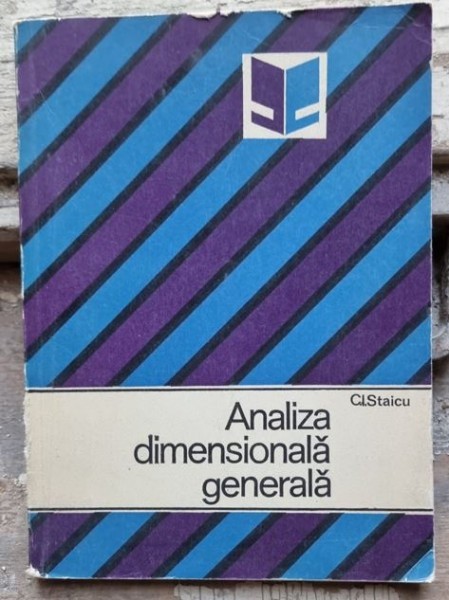 C.I.Staicu
Analiza
dimensională
generală